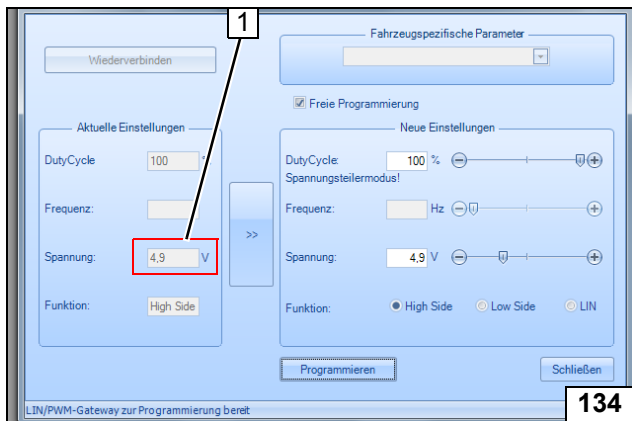 1
Fahrzeugspezifische Parameter
Wiederverbinden
Freie Programmierung
Aktuelle Einstellungen
DutyCycle 100 %
Frequenz:
Spannung: 4,9 V
Funktion: High Side
>>
Neue Einstellungen
DutyCycle: 100 %
Spannungsteilermodus!
Frequenz: Hz
Spannung: 4,9 V
Funktion: High Side Low Side LIN
Programmieren
Schließen
LIN/PWM-Gateway zur Programmierung bereit
134